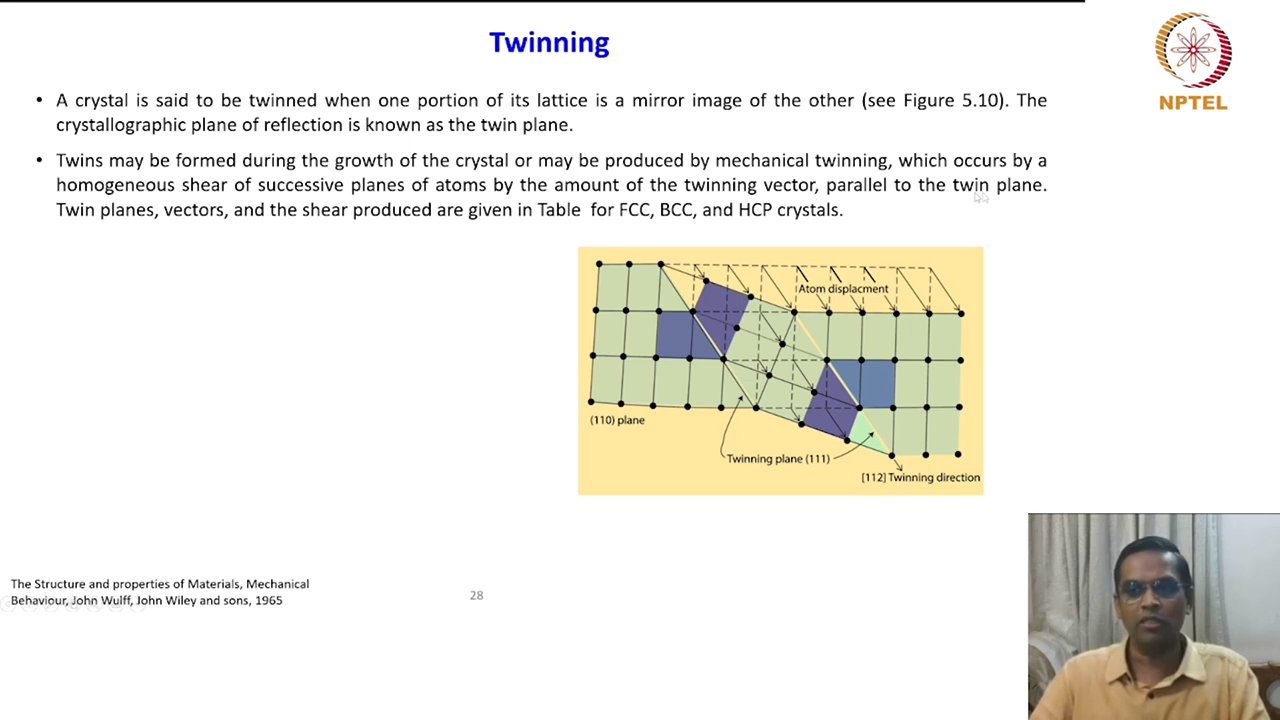 Twinning
NPTEL
• A crystal is said to be twinned when one portion of its lattice is a mirror image of the other (see Figure 5.10). The
crystallographic plane of reflection is known as the twin plane.
• Twins may be formed during the growth of the crystal or may be produced by mechanical twinning, which occurs by a
homogeneous shear of successive planes of atoms by the amount of the twinning vector, parallel to the twin plane.
Twin planes, vectors, and the shear produced are given in Table for FCC, BCC, and HCP crystals.
Atom displacment
(110) plane
Twinning plane (111)
[112] Twinning direction
The Structure and properties of Materials, Mechanical
Behaviour, John Wulff, John Wiley and sons, 1965
28